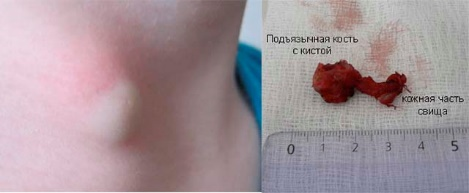 Подъязычная кость
с кистой
кожная часть
свища
0 1 2 3 4 5